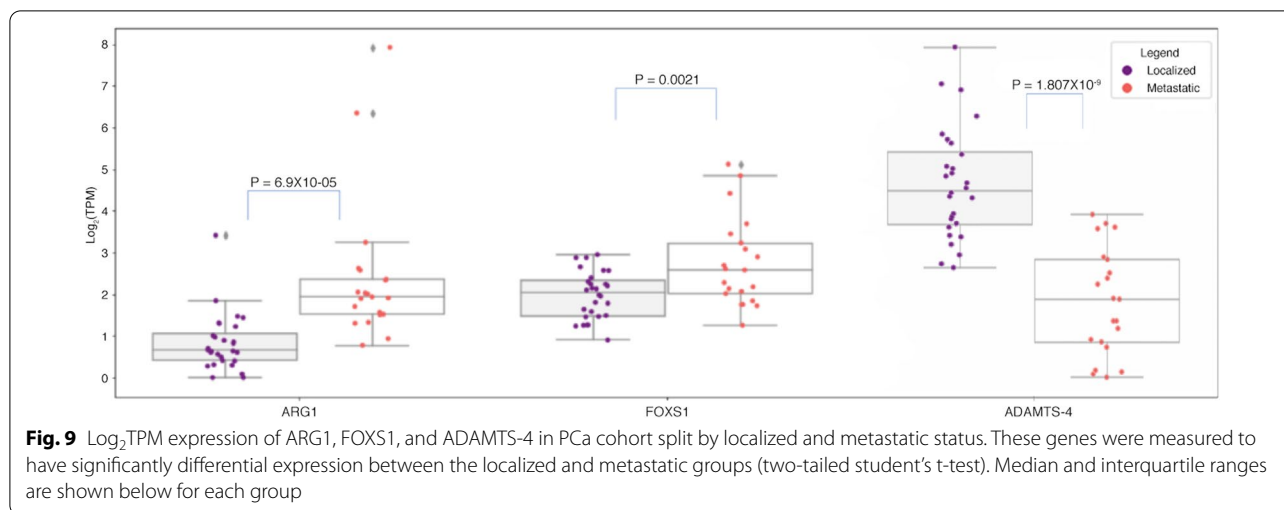 8
7
6
5
4
3
2
1
0
Log₂(TPM)
P = 6.9X10-05
P = 0.0021
P = 1.807X10⁻⁹
Legend
Localized
Metastatic
ARG1
FOXS1
ADAMTS-4
Fig. 9 Log₂TPM expression of ARG1, FOXS1, and ADAMTS-4 in PCa cohort split by localized and metastatic status. These genes were measured to
have significantly differential expression between the localized and metastatic groups (two-tailed student's t-test). Median and interquartile ranges
are shown below for each group